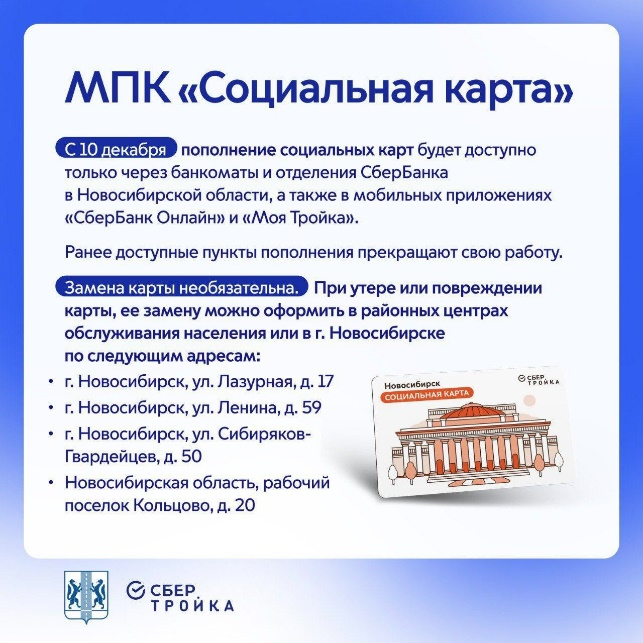 МПК «Социальная карта»
С 10 декабря пополнение социальных карт будет доступно
только через банкоматы и отделения СберБанка
в Новосибирской области, а также в мобильных приложениях
«СберБанк Онлайн» и «Моя Тройка».
Ранее доступные пункты пополнения прекращают свою работу.
Замена карты необязательна. При утере или повреждении
карты, ее замену можно оформить в районных центрах
обслуживания населения или в г. Новосибирске
по следующим адресам:
• г. Новосибирск, ул. Лазурная, д. 17
• г. Новосибирск, ул. Ленина, д. 59
• г. Новосибирск, ул. Сибиряков-
Гвардейцев, д. 50
• Новосибирская область, рабочий
поселок Кольцово, д. 20
Новосибирск
СОЦИАЛЬНАЯ КАРТА
СБЕР
ТРОЙКА
СБЕР
ТРОЙКА